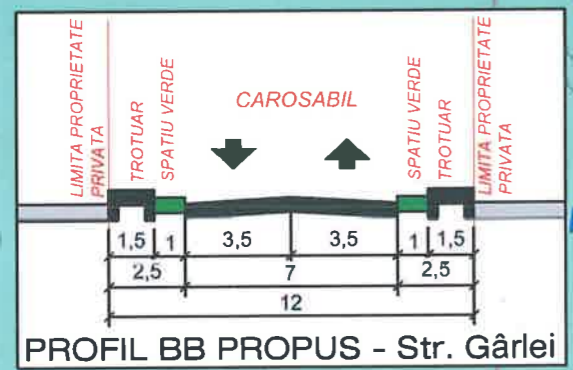 LIMITA PROPRIETATE
PRIVATA
TROTUAR
SPATIU VERDE
CAROSABIL
SPATIU VERDE
TROTUAR
LIMITA PROPRIETATE
PRIVATA
1,5 1 3,5 3,5 1 1,5
2,5 7 2,5
12
PROFIL BB PROPUS - Str. Gârlei